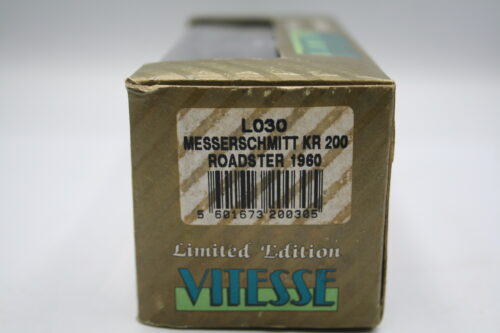 L030
MESSERSCHMITT KR 200
ROADSTER 1960
5 601673 200305
Limited Edition
VITESSE